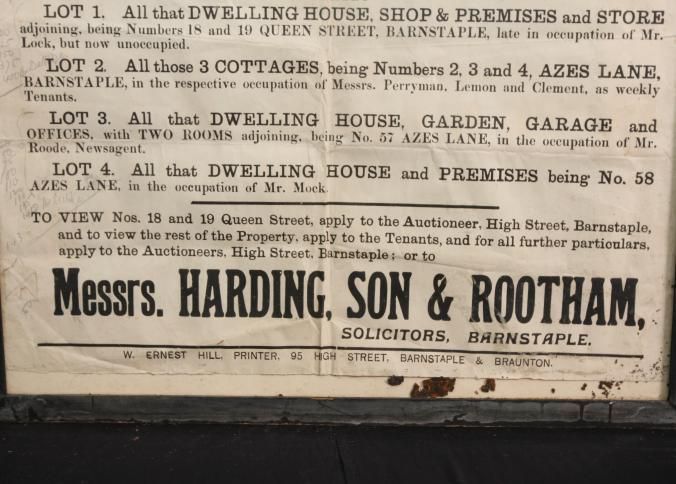 LOT 1. All that DWELLING HOUSE, SHOP & PREMISES and STORE
adjoining, being Numbers 18 and 19 QUEEN STREET, BARNSTAPLE, late in occupation of Mr.
Lock, but now unoccupied.
LOT 2. All those 3 COTTAGES, being Numbers 2, 3 and 4, AZES LANE,
BARNSTAPLE, in the respective occupation of Messrs. Perryman, Lemon and Clement, as weekly
Tenants.
LOT 3. All that DWELLING HOUSE, GARDEN, GARAGE and
OFFICES, with TWO ROOMS adjoining, being No. 57 AZES LANE, in the occupation of Mr.
Roode, Newsagent.
LOT 4. All that DWELLING HOUSE and PREMISES being No. 58
AZES LANE, in the occupation of Mr. Mock.
TO VIEW Nos. 18 and 19 Queen Street, apply to the Auctioneer, High Street, Barnstaple,
and to view the rest of the Property, apply to the Tenants, and for all further particulars,
apply to the Auctioneers, High Street, Barnstaple; or to
Messrs. HARDING, SON & ROOTHAM,
SOLICITORS, BARNSTAPLE.
W. ERNEST HILL, PRINTER, 95 HIGH STREET, BARNSTAPLE & BRAUNTON.